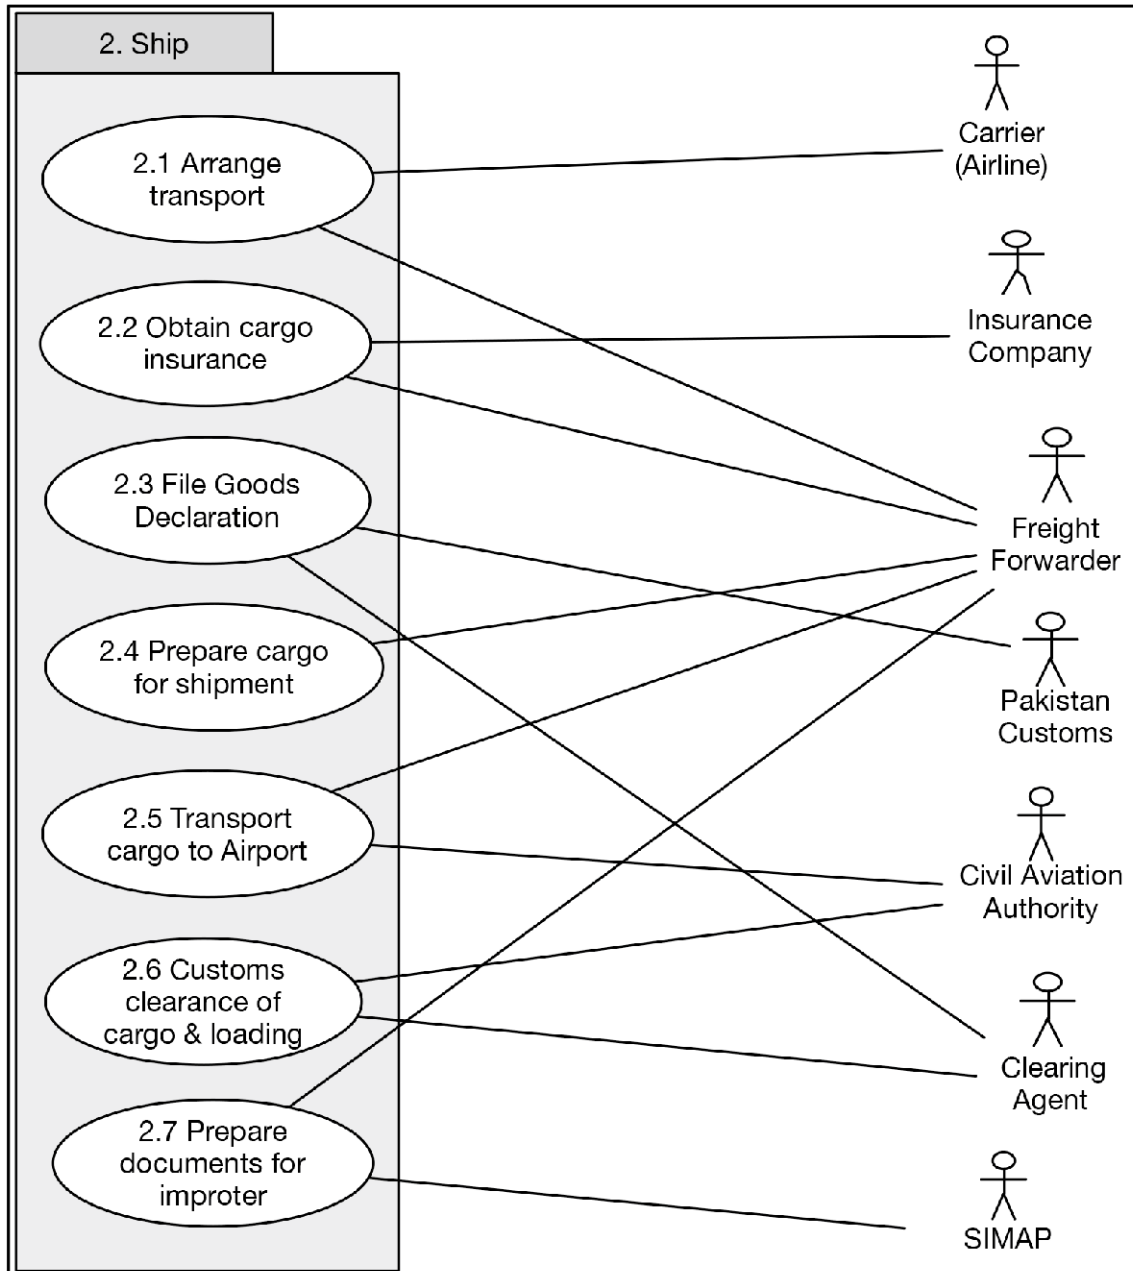 2. Ship
2.1 Arrange
transport
2.2 Obtain cargo
insurance
2.3 File Goods
Declaration
2.4 Prepare cargo
for shipment
2.5 Transport
cargo to Airport
2.6 Customs
clearance of
cargo & loading
2.7 Prepare
documents for
improter
Carrier
(Airline)
Insurance
Company
Freight
Forwarder
Pakistan
Customs
Civil Aviation
Authority
Clearing
Agent
SIMAP